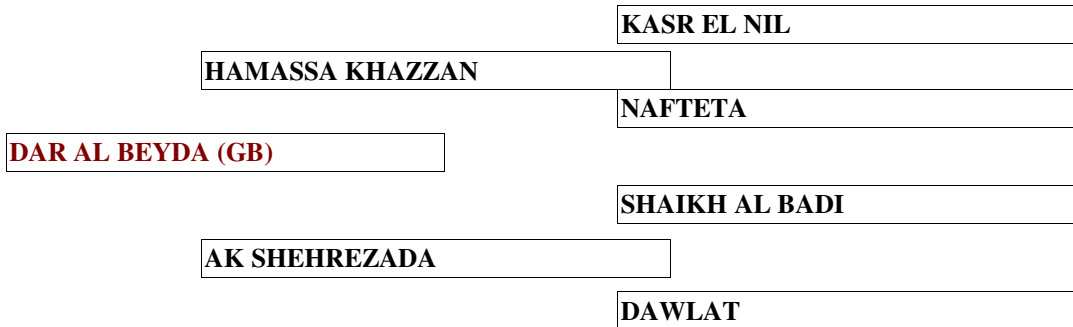 KASR EL NIL
HAMASSA KHAZZAN
NAFTETA
DAR AL BEYDA (GB)
SHAIKH AL BADI
AK SHEHREZADA
DAWLAT